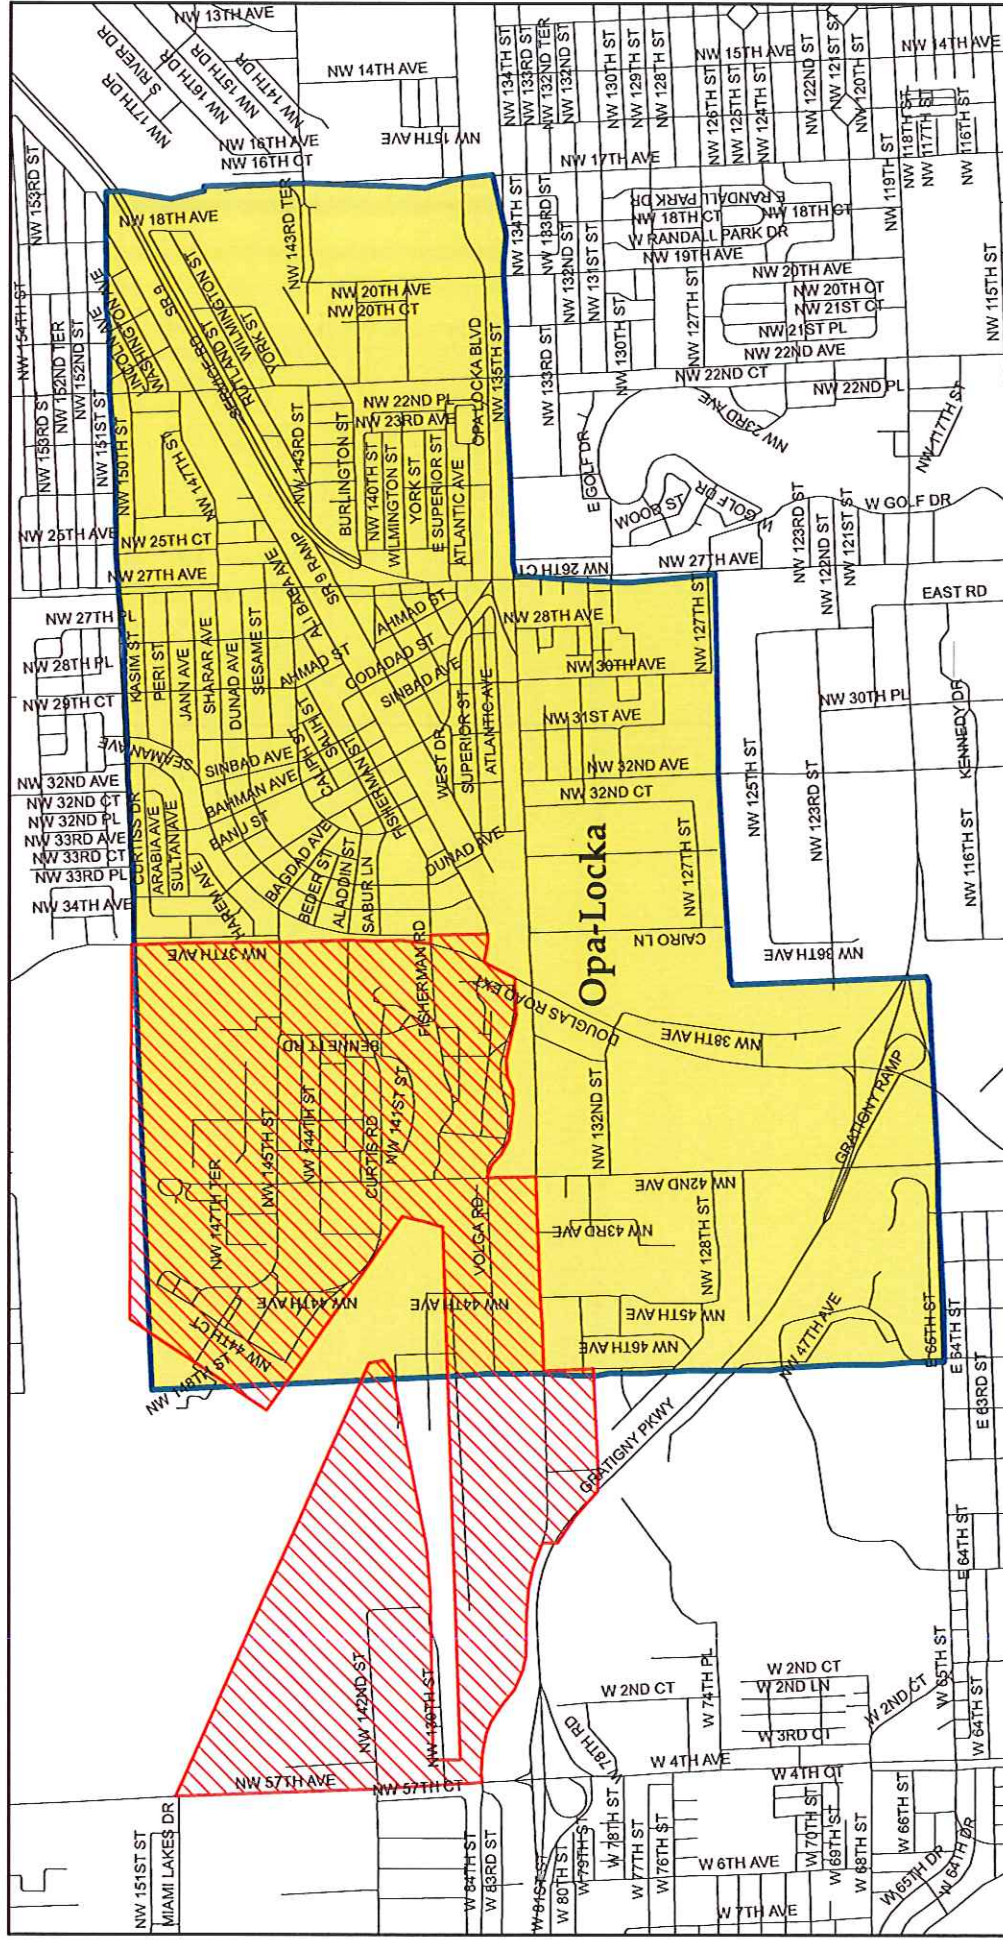 NW 13TH AVE
NW 17TH DR
S RIVER DR
NW 16TH DR
NW 15TH DR
NW 14TH DR
NW 14TH AVE
NW 16TH AVE
NW 16TH CT
NW 15TH AVE
NW 134TH ST
NW 133RD ST
NW 132ND TER
NW 132ND ST
NW 130TH ST
NW 129TH ST
NW 128TH ST
NW 15TH AVE
NW 126TH ST
NW 125TH ST
NW 124TH ST
NW 122ND ST
NW 121ST ST
NW 120TH ST
NW 14TH AVE
NW 17TH AVE
NW 119TH ST
NW 118TH ST
NW 117TH ST
NW 116TH ST
NW 115TH ST
NW 153RD ST
NW 154TH ST
NW 153RD ST
NW 152ND TER
NW 152ND ST
NW 151ST ST
NW 150TH ST
NW 18TH AVE
LINCOLN AVE
WASHINGTON AVE
SR 9
SERVICE RD
RUTLAND ST
WILMINGTON ST
YORK ST
NW 143RD TER
NW 20TH AVE
NW 20TH CT
OPA LOCKA BLVD
NW 135TH ST
NW 134TH ST
NW 133RD ST
NW 132ND ST
NW 131ST ST
NW 130TH ST
NW 133RD ST
E RANDALL PARK DR
NW 18TH CT
NW 18TH CT
W RANDALL PARK DR
NW 19TH AVE
NW 127TH ST
NW 20TH AVE
NW 20TH CT
NW 21ST CT
NW 21ST PL
NW 22ND AVE
NW 22ND CT
NW 22ND PL
NW 23RD AVE
NW 117TH ST
NW 147TH ST
NW 143RD ST
BURLINGTON ST
NW 22ND PL
NW 23RD AVE
NW 140TH ST
WILMINGTON ST
YORK ST
E SUPERIOR ST
ATLANTIC AVE
E GOLF DR
W GOLF DR
W GOLF DR
NW 123RD ST
NW 122ND ST
NW 121ST ST
NW 25TH AVE
NW 25TH CT
NW 27TH AVE
ALI BABA AVE
SR 9 RAMP
NW 26TH CT
NW 27TH AVE
EAST RD
NW 27TH PL
NW 28TH PL
NW 29TH CT
KASIM ST
PERI ST
JANN AVE
SHARAR AVE
DUNAD AVE
SESAME ST
AHMAD ST
AHMAD ST
CODADAD ST
SINBAD AVE
NW 28TH AVE
NW 30TH AVE
NW 127TH ST
NW 31ST AVE
NW 30TH PL
NW 125TH ST
NW 123RD ST
KENNEDY DR
NW 116TH ST
SESAMAN AVE
SINBAD AVE
BAHMAN AVE
CALIPH ST
SALIH ST
FISHERMAN ST
WEST DR
SUPERIOR ST
ATLANTIC AVE
NW 32ND AVE
NW 32ND CT
NW 32ND AVE
NW 32ND CT
NW 32ND PL
NW 33RD AVE
NW 33RD CT
NW 33RD PL
NW 34TH AVE
CURTISS DR
ARABIA AVE
SULTAN AVE
HAREM AVE
BANJ ST
BAGDAD AVE
BEDER ST
ALADDIN ST
SABUR LN
DUNAD AVE
Opa-Locka
NW 127TH ST
CAIRO LN
NW 36TH AVE
NW 37TH AVE
FISHERMAN RD
DOUGLAS ROAD EXT
NW 38TH AVE
BENNETT RD
NW 147TH TER
NW 145TH ST
NW 144TH ST
CURTIS RD
NW 141ST ST
NW 132ND ST
GRATIGNY RAMP
NW 42ND AVE
VOLGA RD
NW 43RD AVE
NW 128TH ST
NW 44TH CT
NW 44TH AVE
NW 44TH AVE
NW 44TH AVE
NW 45TH AVE
NW 46TH AVE
NW 47TH AVE
NW 148TH ST
E 65TH ST
E 64TH ST
E 63RD ST
E 64TH ST
GRATIGNY PKWY
NW 142ND ST
NW 139TH ST
NW 57TH AVE
NW 57TH CT
W 2ND CT
W 78TH RD
W 74TH PL
W 4TH AVE
W 2ND CT
W 2ND LN
W 3RD CT
W 4TH CT
W 2ND CT
W 65TH ST
W 64TH ST
NW 151ST ST
MIAMI LAKES DR
W 84TH ST
W 83RD ST
W 81ST ST
W 80TH ST
W 79TH ST
W 78TH ST
W 77TH ST
W 76TH ST
W 6TH AVE
W 7TH AVE
W 70TH ST
W 69TH ST
W 68TH ST
W 66TH ST
W 65TH DR
W 64TH DR